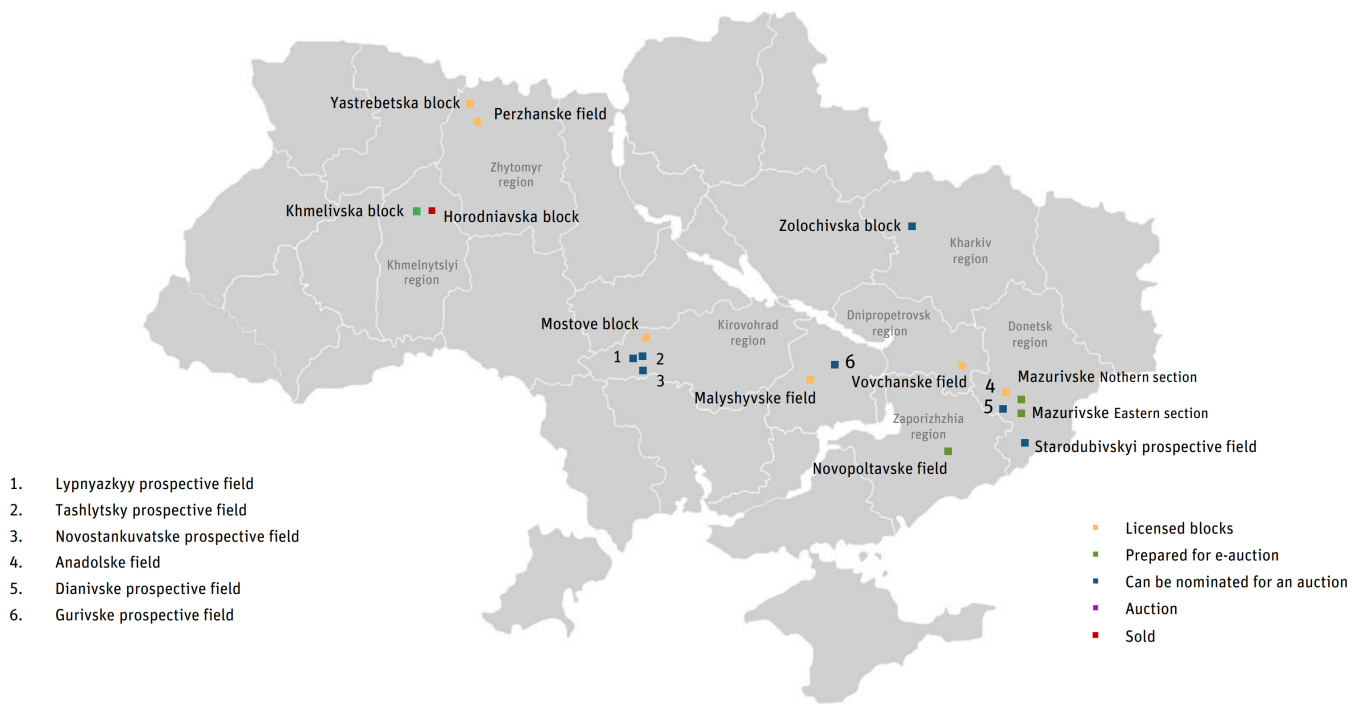 Yastrebetska block
Perzhanske field
Zhytomyr
region
Khmelivska block
Horodniavska block
Zolochivska block
Kharkiv
region
Khmelnytslyi
region
Mostove block
Kirovohrad
region
Dnipropetrovsk
region
Donetsk
region
1
2
3
6
Malyshyvske field
Vovchanske field
Mazurivske Nothern section
4
5
Mazurivske Eastern section
Zaporizhzhia
region
Starodubivskyi prospective field
Novopoltavske field
1. Lypnyazkyy prospective field
2. Tashlytsky prospective field
3. Novostankuvatske prospective field
4. Anadolske field
5. Dianivske prospective field
6. Gurivske prospective field
Licensed blocks
Prepared for e-auction
Can be nominated for an auction
Auction
Sold